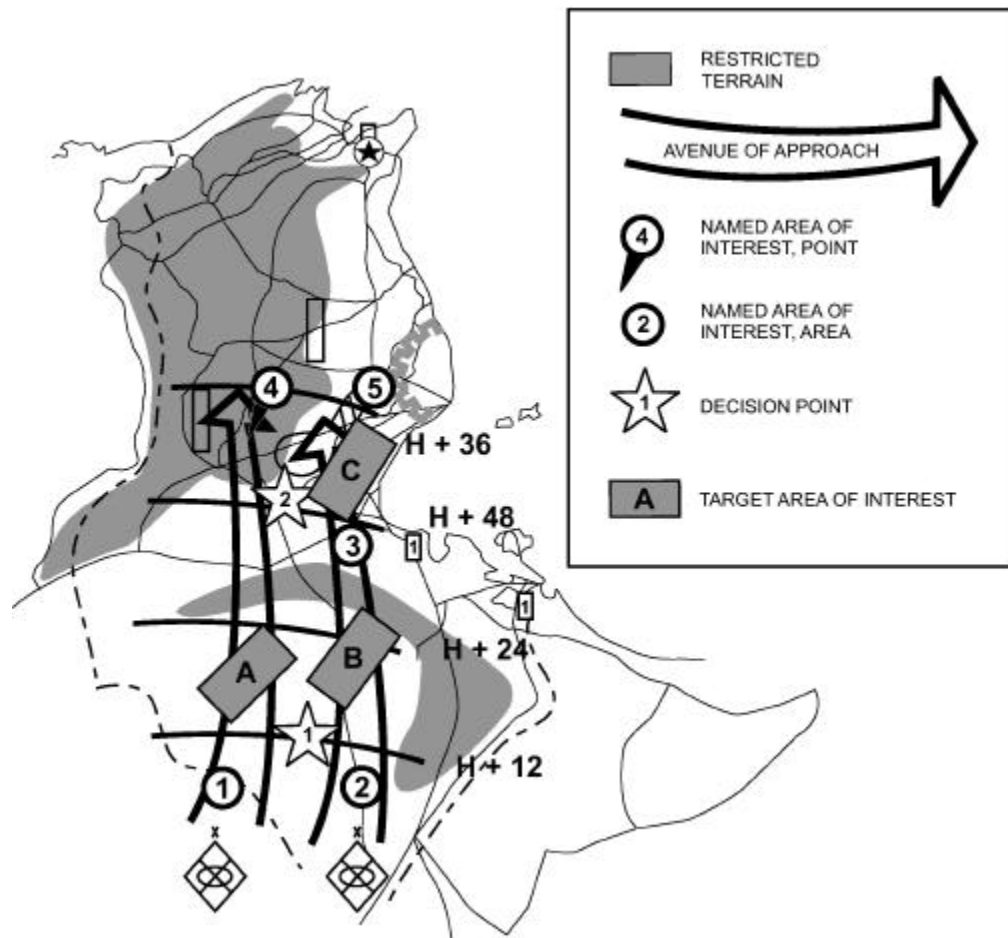 RESTRICTED
TERRAIN
AVENUE OF APPROACH
4
NAMED AREA OF
INTEREST, POINT
2
NAMED AREA OF
INTEREST, AREA
1
DECISION POINT
A
TARGET AREA OF INTEREST
4
5
C
H + 36
2
H + 48
3
1
1
A
B
H + 24
1
H + 12
1
2
x
x